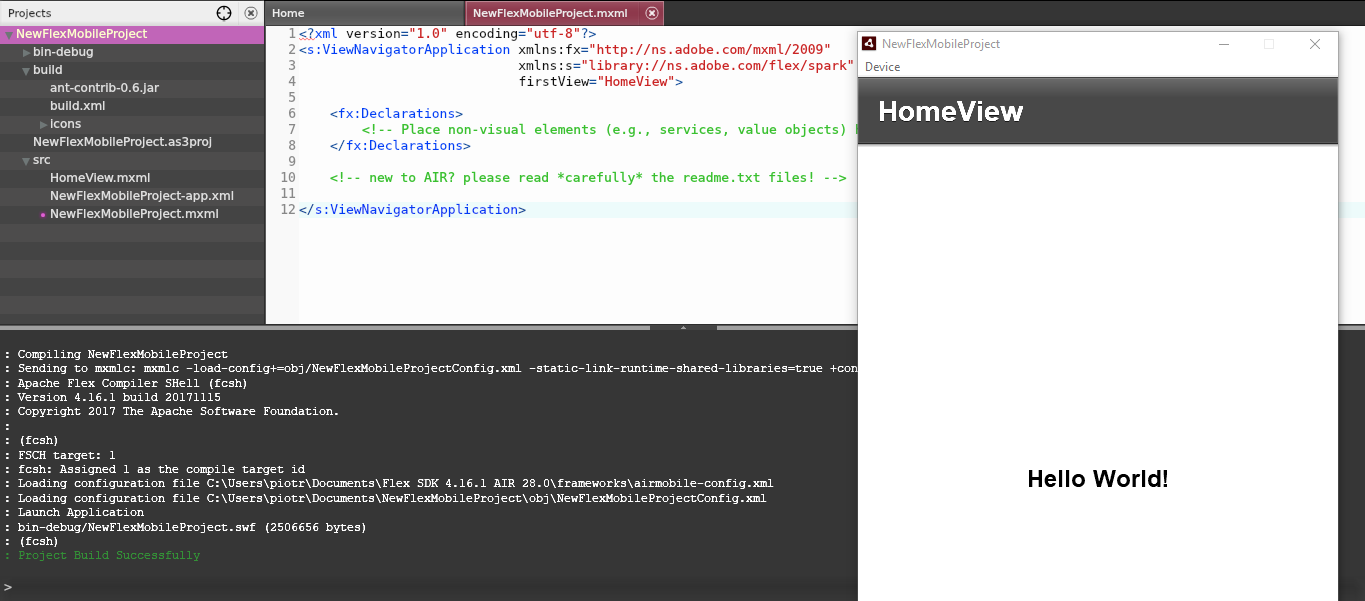 Projects
NewFlexMobileProject
bin-debug
build
ant-contrib-0.6.jar
build.xml
icons
NewFlexMobileProject.as3proj
src
HomeView.mxml
NewFlexMobileProject-app.xml
NewFlexMobileProject.mxml
Home
NewFlexMobileProject.mxml
1 <?xml version="1.0" encoding="utf-8"?>
2 <s:ViewNavigatorApplication xmlns:fx="http://ns.adobe.com/mxml/2009"
3 xmlns:s="library://ns.adobe.com/flex/spark"
4 firstView="HomeView">
5
6 <fx:Declarations>
7 <!-- Place non-visual elements (e.g., services, value objects)
8 </fx:Declarations>
9
10 <!-- new to AIR? please read *carefully* the readme.txt files! -->
11
12 </s:ViewNavigatorApplication>
NewFlexMobileProject
Device
HomeView
Hello World!
: Compiling NewFlexMobileProject
: Sending to mxmlc: mxmlc -load-config+=obj/NewFlexMobileProjectConfig.xml -static-link-runtime-shared-libraries=true +con
: Apache Flex Compiler SHell (fcsh)
: Version 4.16.1 build 20171115
: Copyright 2017 The Apache Software Foundation.
:
: (fcsh)
: FSCH target: 1
: fcsh: Assigned 1 as the compile target id
: Loading configuration file C:\Users\piotr\Documents\Flex SDK 4.16.1 AIR 28.0\frameworks\airmobile-config.xml
: Loading configuration file C:\Users\piotr\Documents\NewFlexMobileProject\obj\NewFlexMobileProjectConfig.xml
: Launch Application
: bin-debug/NewFlexMobileProject.swf (2506656 bytes)
: (fcsh)
: Project Build Successfully
>